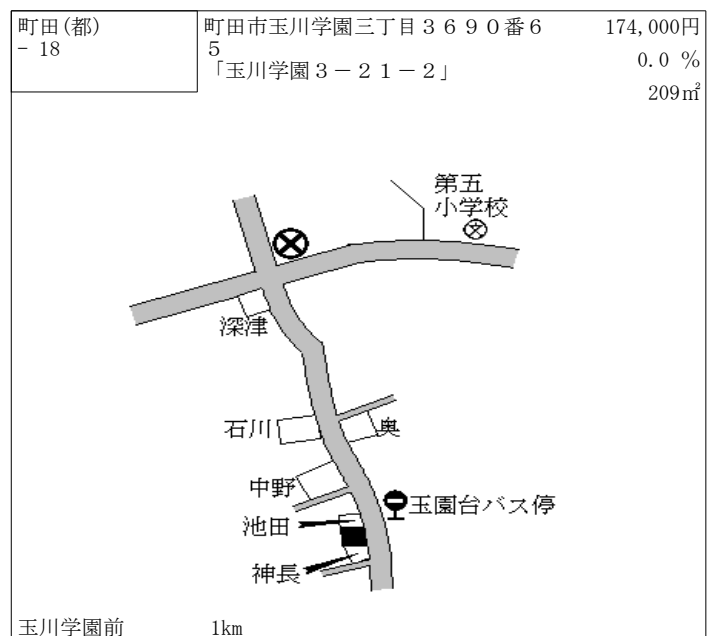 町田(都)
- 18
町田市玉川学園三丁目３６９０番６
５
「玉川学園３－２１－２」
174,000円
0.0 %
209㎡
第五
小学校
文
深津
石川
奥
中野
玉園台バス停
池田
神長
玉川学園前
1km